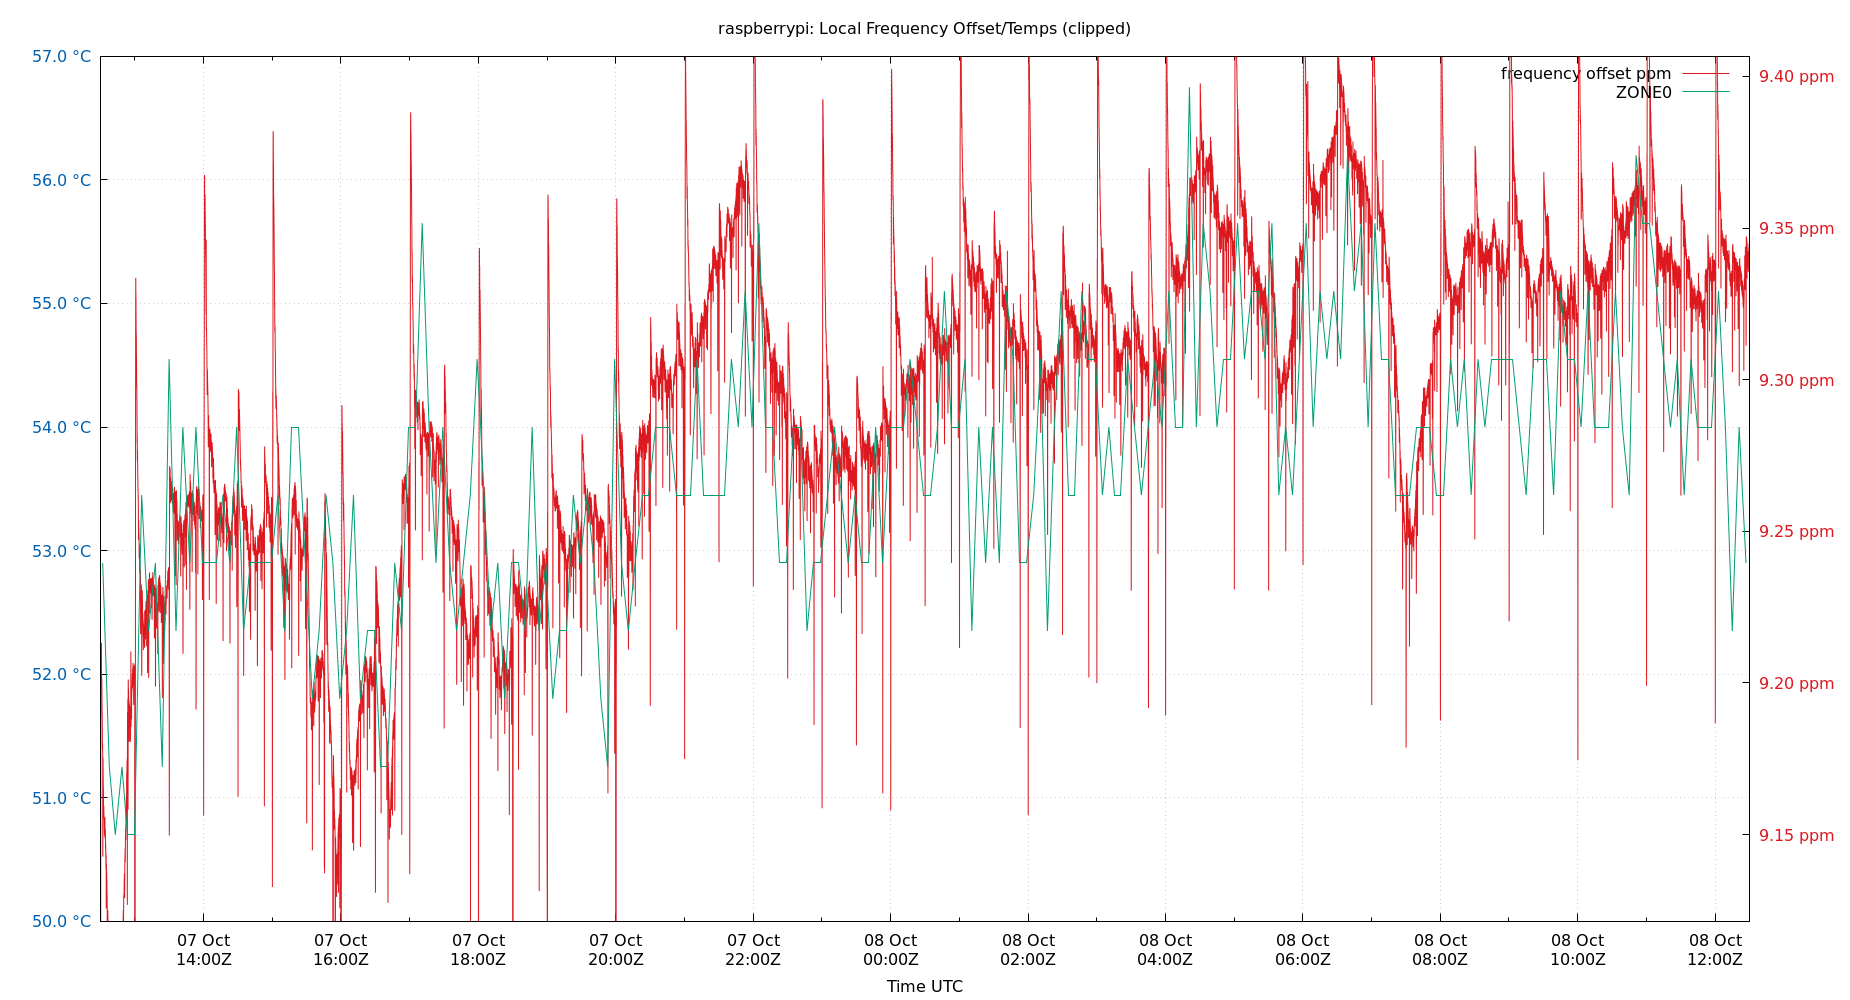 raspberrypi: Local Frequency Offset/Temps (clipped)
57.0 °C
56.0 °C
55.0 °C
54.0 °C
53.0 °C
52.0 °C
51.0 °C
50.0 °C
frequency offset ppm
ZONE0
9.40 ppm
9.35 ppm
9.30 ppm
9.25 ppm
9.20 ppm
9.15 ppm
07 Oct
14:00Z
07 Oct
16:00Z
07 Oct
18:00Z
07 Oct
20:00Z
07 Oct
22:00Z
08 Oct
00:00Z
08 Oct
02:00Z
08 Oct
04:00Z
08 Oct
06:00Z
08 Oct
08:00Z
08 Oct
10:00Z
08 Oct
12:00Z
Time UTC